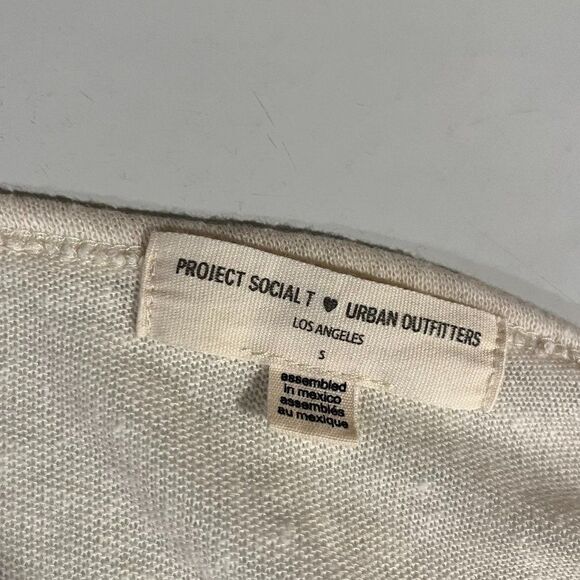 PROJECT SOCIAL T ♥ URBAN OUTFITTERS
LOS ANGELES
S
assembled
in mexico
assemblés
au mexique